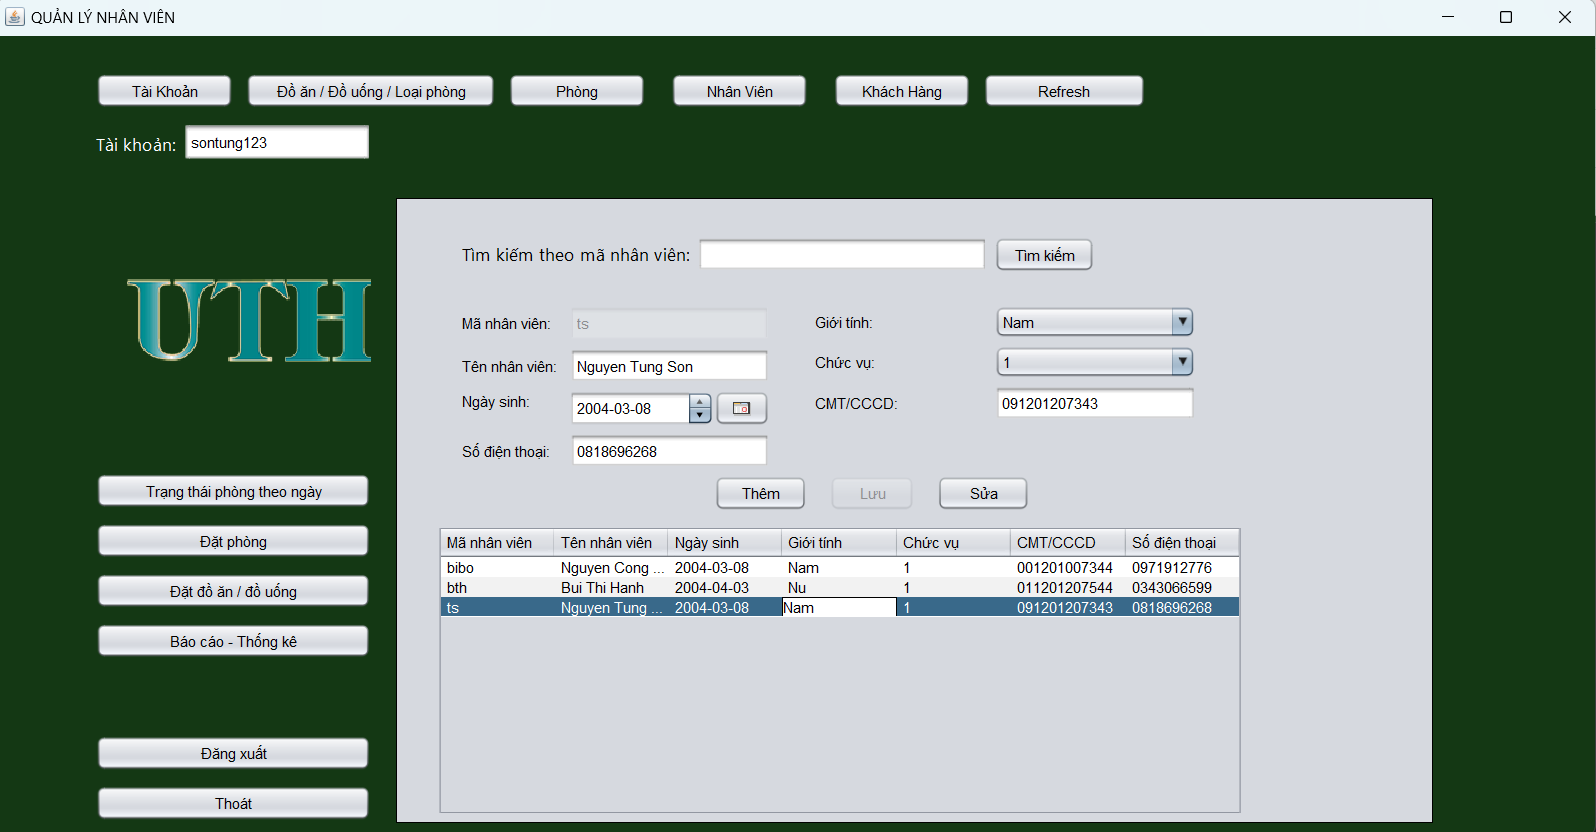 QUẢN LÝ NHÂN VIÊN
Tài Khoản Đồ ăn / Đồ uống / Loại phòng Phòng Nhân Viên Khách Hàng Refresh
Tài khoản: sontung123
Tìm kiếm theo mã nhân viên: Tìm kiếm
UTH
Mã nhân viên: ts Giới tính: Nam
Tên nhân viên: Nguyen Tung Son Chức vụ: 1
Ngày sinh: 2004-03-08 CMT/CCCD: 091201207343
Số điện thoại: 0818696268
Thêm Lưu Sửa
Trạng thái phòng theo ngày
Đặt phòng
Đặt đồ ăn / đồ uống
Báo cáo - Thống kê
Đăng xuất
Thoát
Mã nhân viên Tên nhân viên Ngày sinh Giới tính Chức vụ CMT/CCCD Số điện thoại
bibo Nguyen Cong ... 2004-03-08 Nam 1 001201007344 0971912776
bth Bui Thi Hanh 2004-04-03 Nu 1 011201207544 0343066599
ts Nguyen Tung ... 2004-03-08 Nam 1 091201207343 0818696268